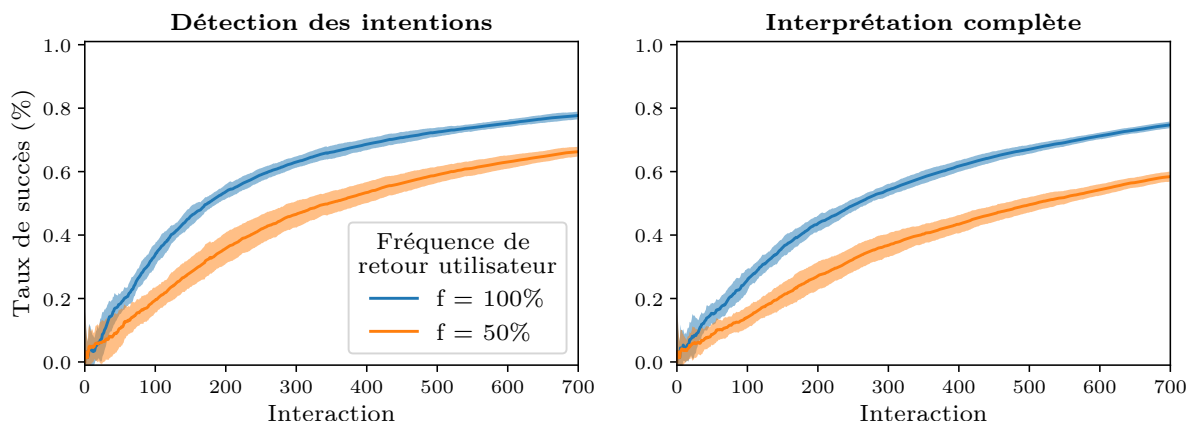 Détection des intentions
Taux de succès (%)
1.0
0.8
0.6
0.4
0.2
0.0
0 100 200 300 400 500 600 700
Interaction
Fréquence de
retour utilisateur
f = 100%
f = 50%
Interprétation complète
1.0
0.8
0.6
0.4
0.2
0.0
0 100 200 300 400 500 600 700
Interaction